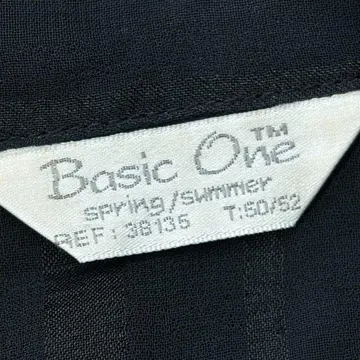 Basic One™
spring/summer
REF: 38135 T:50/52